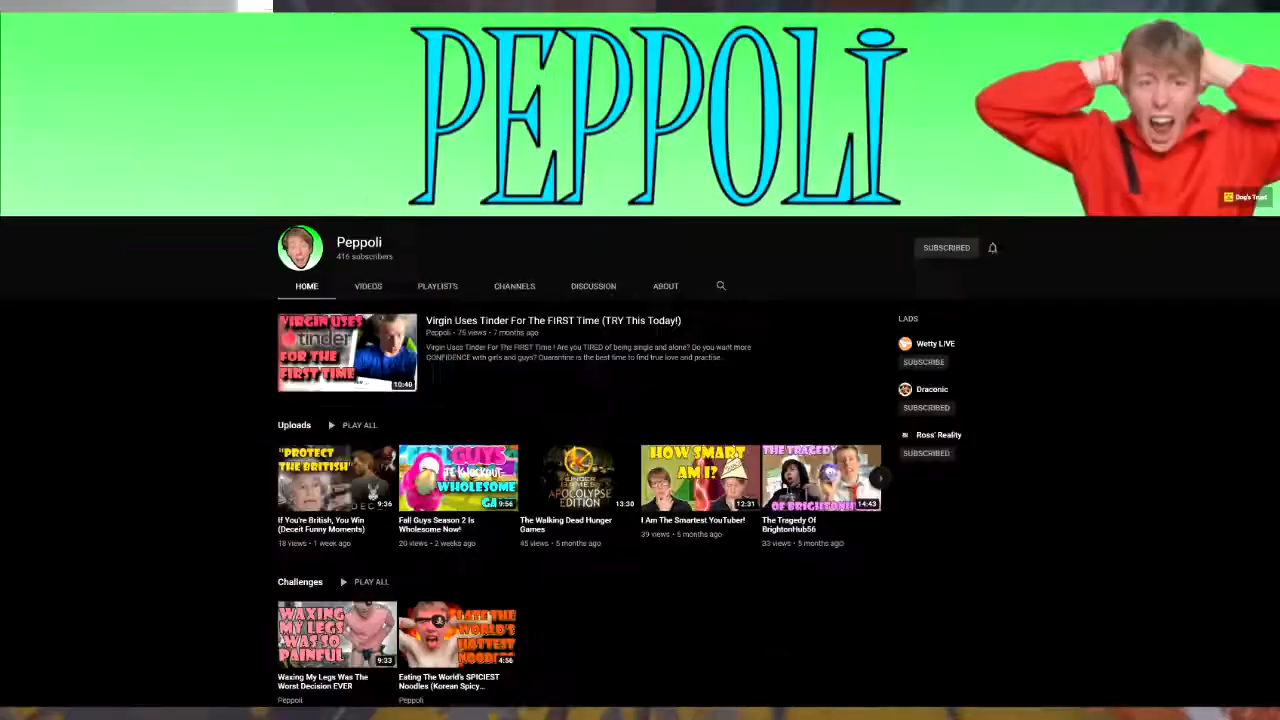 PEPPOLI
Dog's Trust
Peppoli
416 subscribers
SUBSCRIBED
HOME
VIDEOS
PLAYLISTS
CHANNELS
DISCUSSION
ABOUT
VIRGIN USES
tinder
FOR THE
FIRST TIME
10:40
Virgin Uses Tinder For The FIRST Time (TRY This Today!)
Peppoli • 75 views • 7 months ago
Virgin Uses Tinder For The FIRST Time ! Are you TIRED of being single and alone? Do you want more
CONFIDENCE with girls and guys? Quarantine is the best time to find true love and practise...
LADS
Wetty LIVE
SUBSCRIBE
Draconic
SUBSCRIBED
Ross' Reality
SUBSCRIBED
Uploads
PLAY ALL
"PROTECT
THE BRITISH"
9:36
If You're British, You Win
(Deceit Funny Moments)
18 views • 1 week ago
FALL GUYS
WHOLESOME
9:56
Fall Guys Season 2 Is
Wholesome Now!
20 views • 2 weeks ago
APOCOLYPSE
EDITION
13:30
The Walking Dead Hunger
Games
45 views • 5 months ago
HOW SMART
AM I?
12:31
I Am The Smartest YouTuber!
39 views • 5 months ago
THE TRAGEDY
OF BRIGHTONH
14:43
The Tragedy Of
BrightonHub56
33 views • 5 months ago
Challenges
PLAY ALL
WAXING
MY LEGS
WAS SO
PAINFUL
9:33
Waxing My Legs Was The
Worst Decision EVER
Peppoli
THE
WORLD'S
HOTTEST
4:56
Eating The World's SPICIEST
Noodles (Korean Spicy...
Peppoli